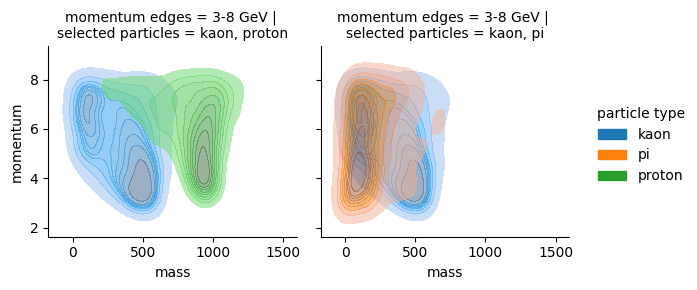 momentum edges = 3-8 GeV |
selected particles = kaon, proton
momentum edges = 3-8 GeV |
selected particles = kaon, pi
8
6
4
2
momentum
0
500
1000
1500
mass
0
500
1000
1500
mass
particle type
kaon
pi
proton